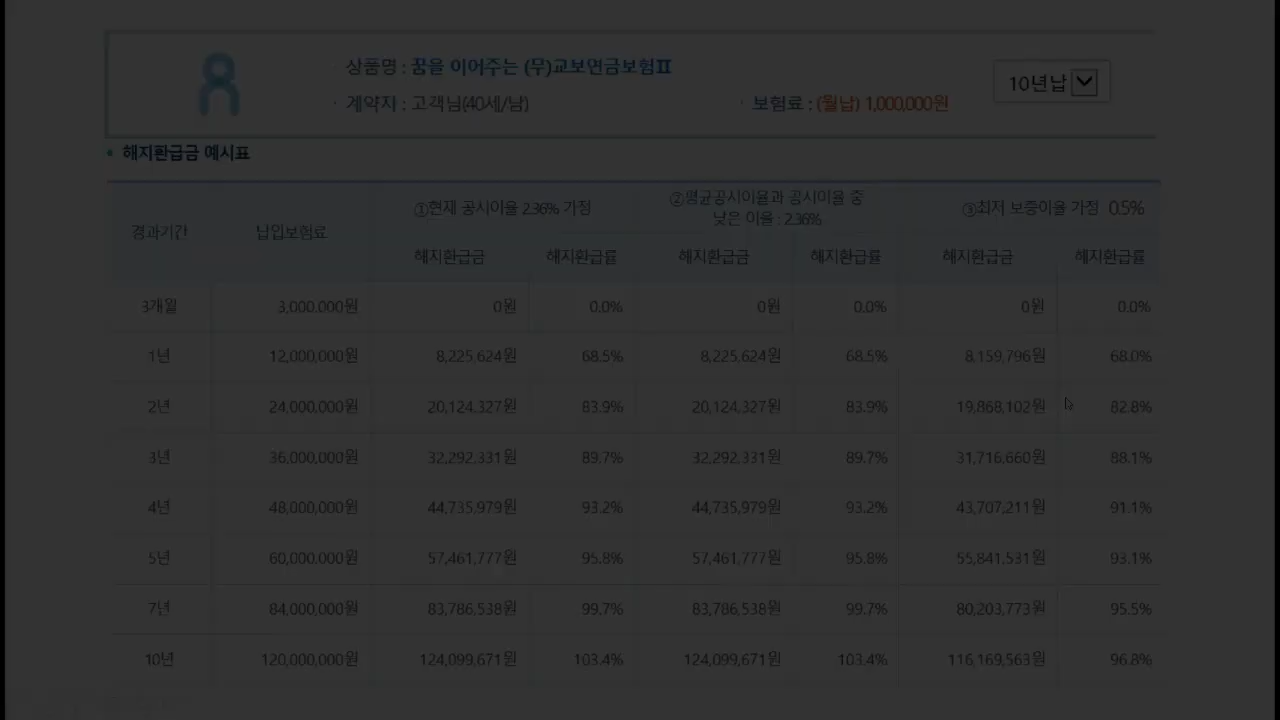 · 상품명 : 꿈을 이어주는 (무)교보연금보험Ⅱ
· 계약자 : 고객님(40세/남)
· 보험료 : (월납) 1,000,000원
10년납
• 해지환급금 예시표
경과기간 납입보험료 ①현재 공시이율 2.36% 가정 ②평균공시이율과 공시이율 중 ③최저 보증이율 가정 0.5%
낮은 이율 : 2.36%
해지환급금 해지환급률 해지환급금 해지환급률 해지환급금 해지환급률
3개월 3,000,000원 0원 0.0% 0원 0.0% 0원 0.0%
1년 12,000,000원 8,225,624원 68.5% 8,225,624원 68.5% 8,159,796원 68.0%
2년 24,000,000원 20,124,327원 83.9% 20,124,327원 83.9% 19,868,102원 82.8%
3년 36,000,000원 32,292,331원 89.7% 32,292,331원 89.7% 31,716,660원 88.1%
4년 48,000,000원 44,735,979원 93.2% 44,735,979원 93.2% 43,707,211원 91.1%
5년 60,000,000원 57,461,777원 95.8% 57,461,777원 95.8% 55,841,531원 93.1%
7년 84,000,000원 83,786,538원 99.7% 83,786,538원 99.7% 80,203,773원 95.5%
10년 120,000,000원 124,099,671원 103.4% 124,099,671원 103.4% 116,169,563원 96.8%